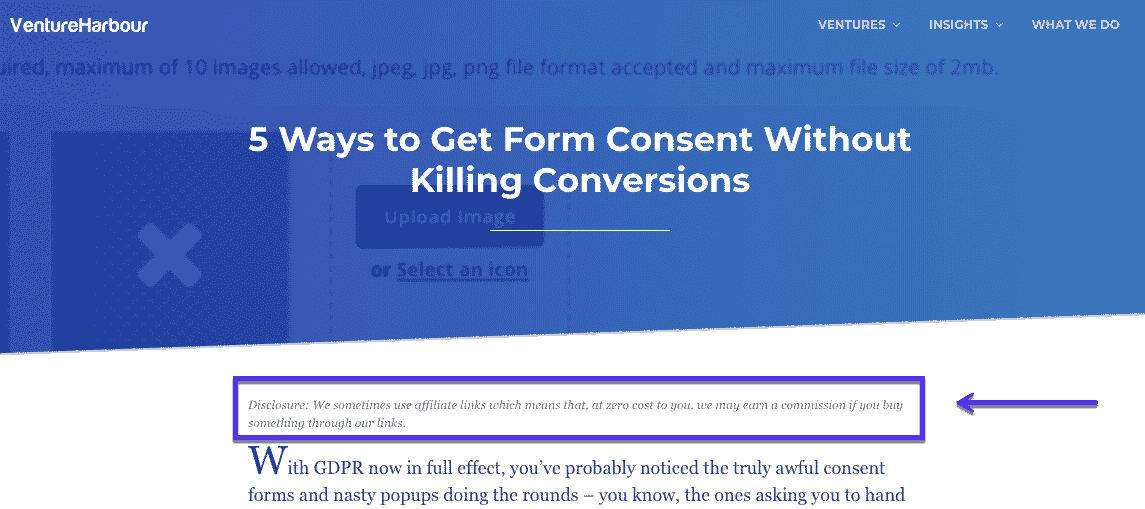 VentureHarbour
VENTURES
INSIGHTS
WHAT WE DO
uired, maximum of 10 images allowed, jpeg, jpg, png file format accepted and maximum file size of 2mb.
5 Ways to Get Form Consent Without
Killing Conversions
Upload Image
or Select an icon
Disclosure: We sometimes use affiliate links which means that, at zero cost to you, we may earn a commission if you buy
something through our links.
With GDPR now in full effect, you’ve probably noticed the truly awful consent
forms and nasty popups doing the rounds – you know, the ones asking you to hand